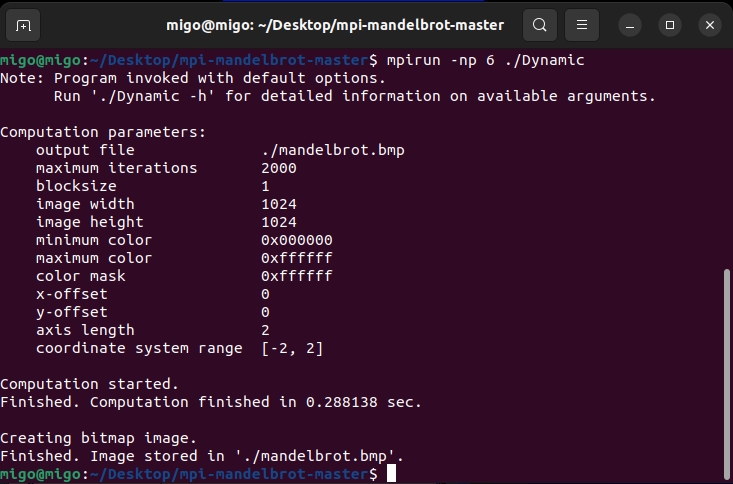 migo@migo: ~/Desktop/mpi-mandelbrot-master
migo@migo:~/Desktop/mpi-mandelbrot-master$ mpirun -np 6 ./Dynamic
Note: Program invoked with default options.
      Run './Dynamic -h' for detailed information on available arguments.
Computation parameters:
    output file              ./mandelbrot.bmp
    maximum iterations       2000
    blocksize                1
    image width              1024
    image height             1024
    minimum color            0x000000
    maximum color            0xffffff
    color mask               0xffffff
    x-offset                 0
    y-offset                 0
    axis length              2
    coordinate system range  [-2, 2]
Computation started.
Finished. Computation finished in 0.288138 sec.
Creating bitmap image.
Finished. Image stored in './mandelbrot.bmp'.
migo@migo:~/Desktop/mpi-mandelbrot-master$